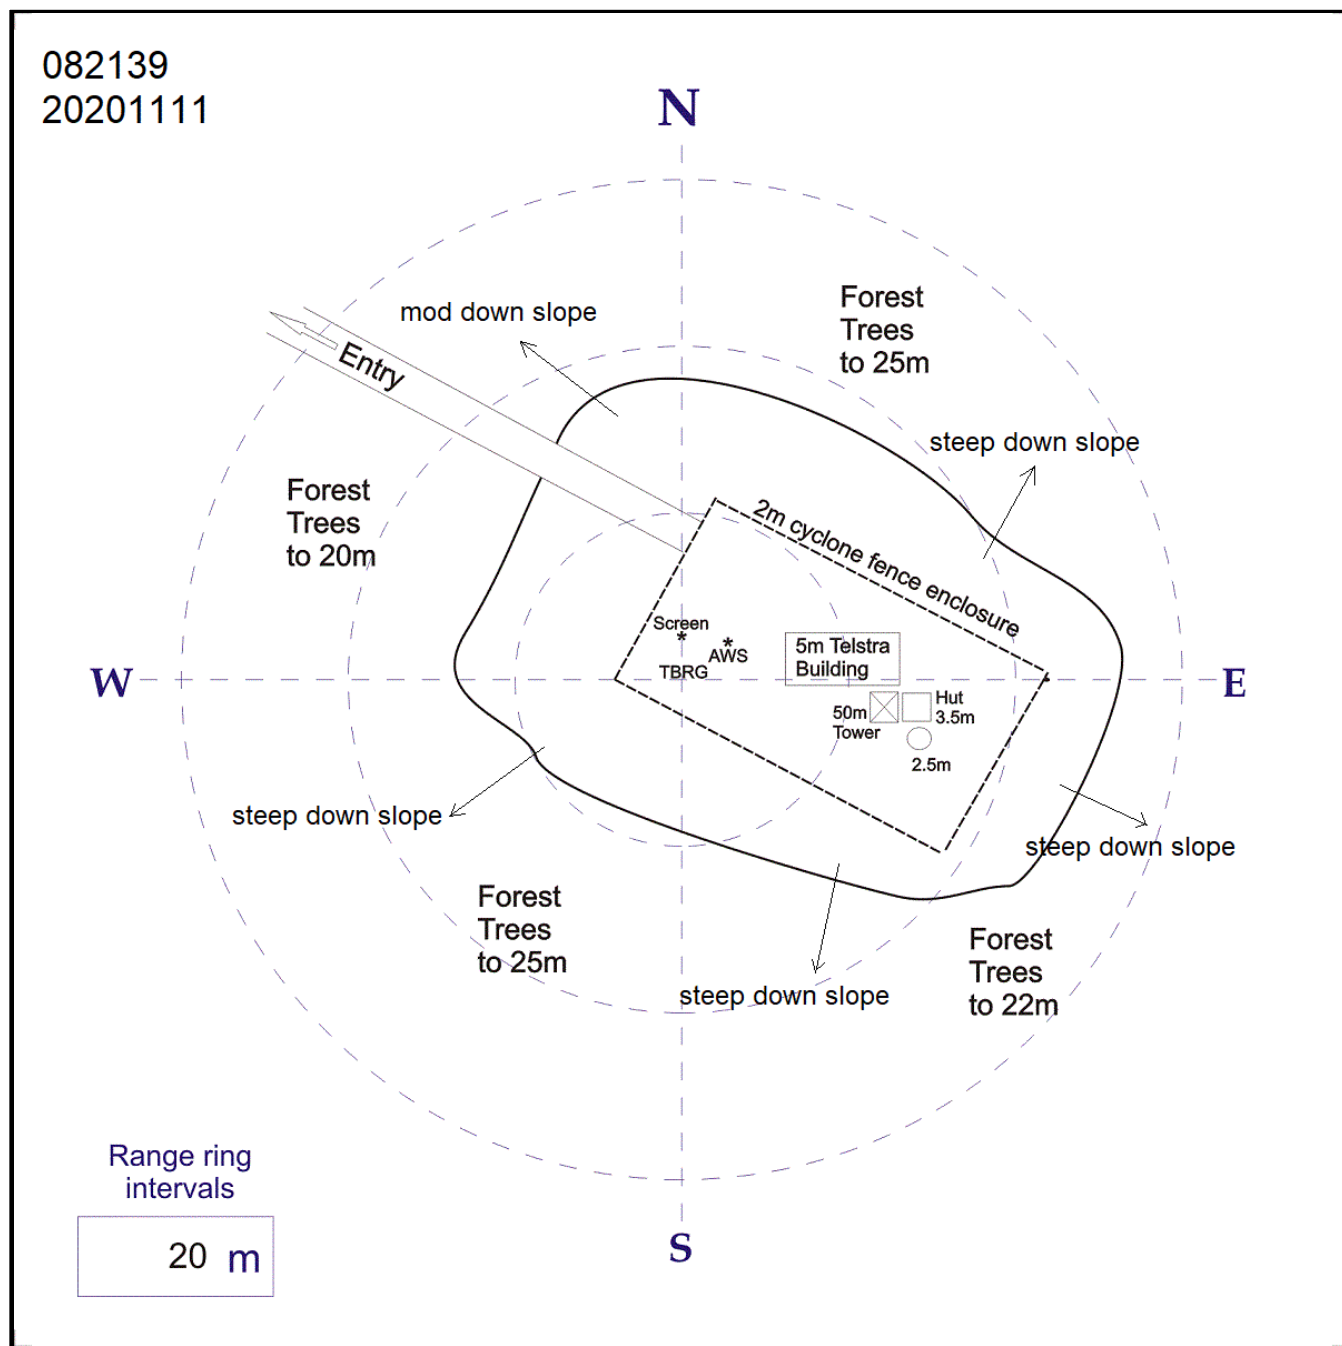 082139
20201111
N
mod down slope
Forest
Trees
to 25m
Entry
steep down slope
Forest
Trees
to 20m
2m cyclone fence enclosure
Screen
AWS
TBRG
5m Telstra
Building
W
E
50m
Tower
Hut
3.5m
2.5m
steep down slope
steep down slope
Forest
Trees
to 25m
steep down slope
Forest
Trees
to 22m
Range ring
intervals
20 m
S